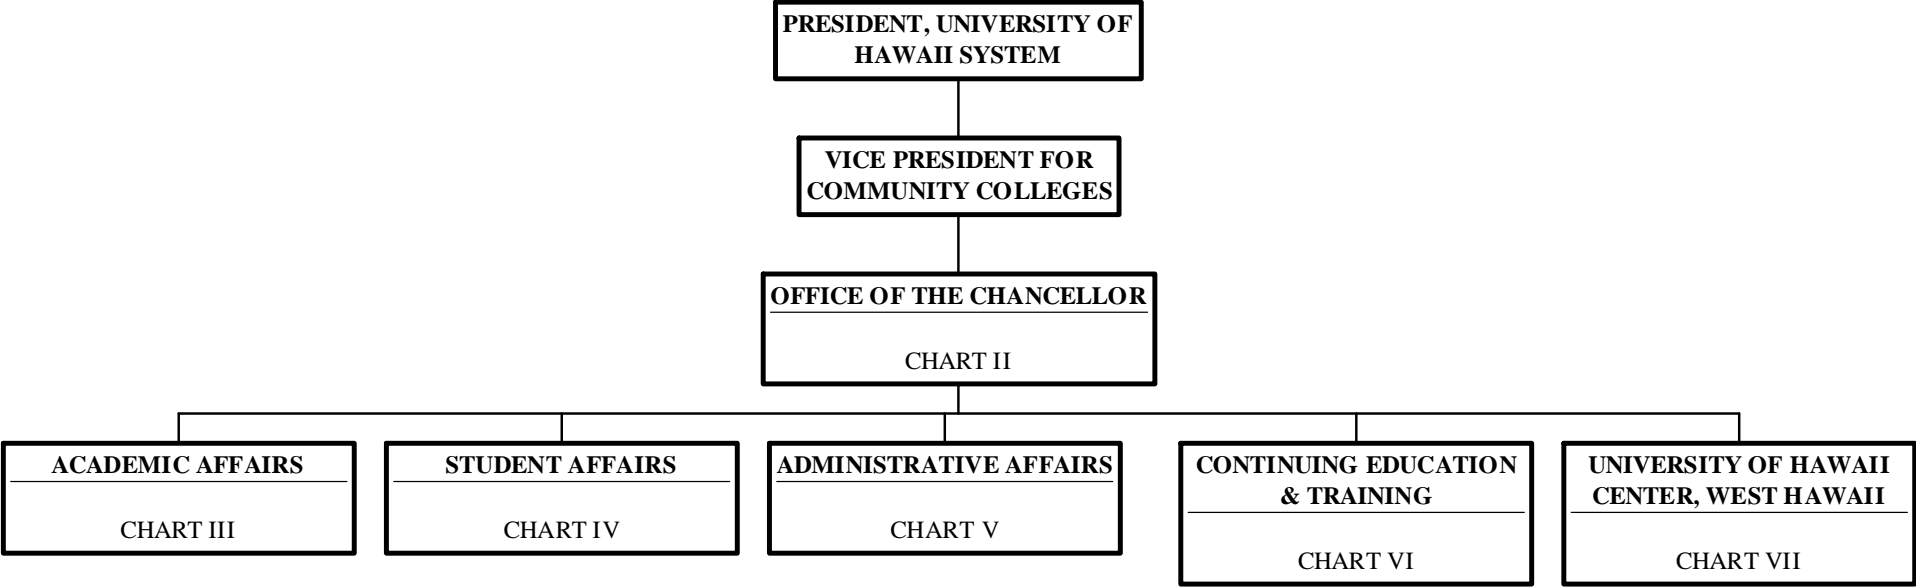 PRESIDENT, UNIVERSITY OF
HAWAII SYSTEM
VICE PRESIDENT FOR
COMMUNITY COLLEGES
OFFICE OF THE CHANCELLOR
CHART II
ACADEMIC AFFAIRS
CHART III
STUDENT AFFAIRS
CHART IV
ADMINISTRATIVE AFFAIRS
CHART V
CONTINUING EDUCATION
& TRAINING
CHART VI
UNIVERSITY OF HAWAII
CENTER, WEST HAWAII
CHART VII